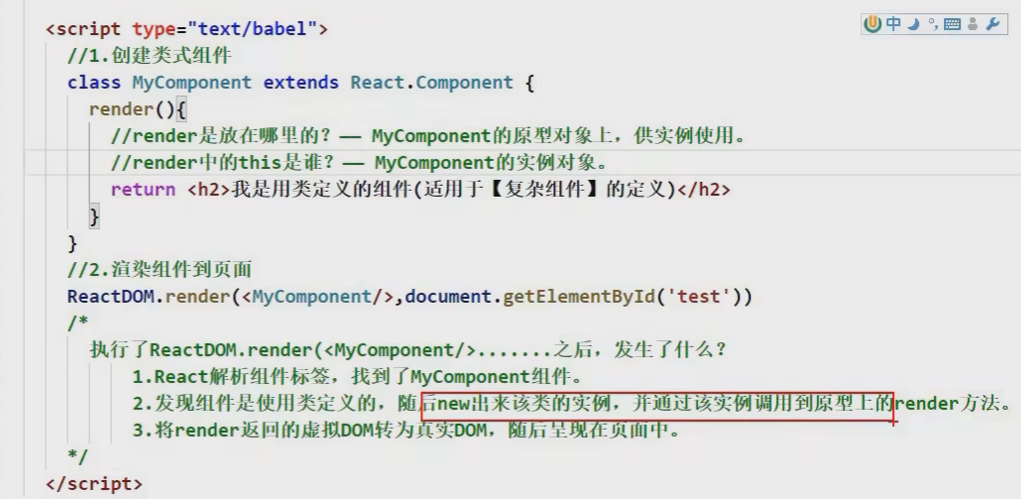 <script type="text/babel">
//1.创建类式组件
class MyComponent extends React.Component {
render(){
//render是放在哪里的？—— MyComponent的原型对象上，供实例使用。
//render中的this是谁？—— MyComponent的实例对象。
return <h2>我是用类定义的组件(适用于【复杂组件】的定义)</h2>
}
}
//2.渲染组件到页面
ReactDOM.render(<MyComponent/>,document.getElementById('test'))
/*
执行了ReactDOM.render(<MyComponent/>.......之后，发生了什么？
1.React解析组件标签，找到了MyComponent组件。
2.发现组件是使用类定义的，随后new出来该类的实例，并通过该实例调用到原型上的render方法。
3.将render返回的虚拟DOM转为真实DOM，随后呈现在页面中。
*/
</script>
中